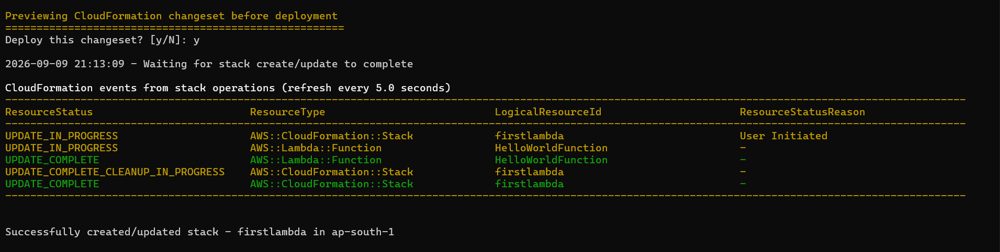 Previewing CloudFormation changeset before deployment
======================================================
Deploy this changeset? [y/N]: y
2026-09-09 21:13:09 - Waiting for stack create/update to complete
CloudFormation events from stack operations (refresh every 5.0 seconds)
---------------------------------------------------------------------------------------------------------------------------------------------------------
ResourceStatus ResourceType LogicalResourceId ResourceStatusReason
---------------------------------------------------------------------------------------------------------------------------------------------------------
UPDATE_IN_PROGRESS AWS::CloudFormation::Stack firstlambda User Initiated
UPDATE_IN_PROGRESS AWS::Lambda::Function HelloWorldFunction -
UPDATE_COMPLETE AWS::Lambda::Function HelloWorldFunction -
UPDATE_COMPLETE_CLEANUP_IN_PROGRESS AWS::CloudFormation::Stack firstlambda -
UPDATE_COMPLETE AWS::CloudFormation::Stack firstlambda -
---------------------------------------------------------------------------------------------------------------------------------------------------------
Successfully created/updated stack - firstlambda in ap-south-1